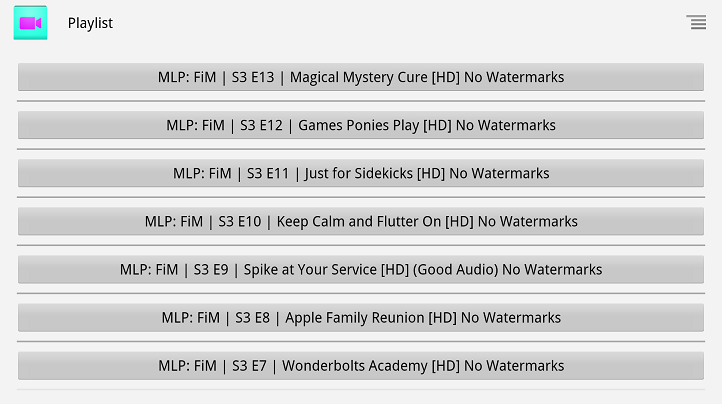 Playlist
MLP: FiM | S3 E13 | Magical Mystery Cure [HD] No Watermarks
MLP: FiM | S3 E12 | Games Ponies Play [HD] No Watermarks
MLP: FiM | S3 E11 | Just for Sidekicks [HD] No Watermarks
MLP: FiM | S3 E10 | Keep Calm and Flutter On [HD] No Watermarks
MLP: FiM | S3 E9 | Spike at Your Service [HD] (Good Audio) No Watermarks
MLP: FiM | S3 E8 | Apple Family Reunion [HD] No Watermarks
MLP: FiM | S3 E7 | Wonderbolts Academy [HD] No Watermarks